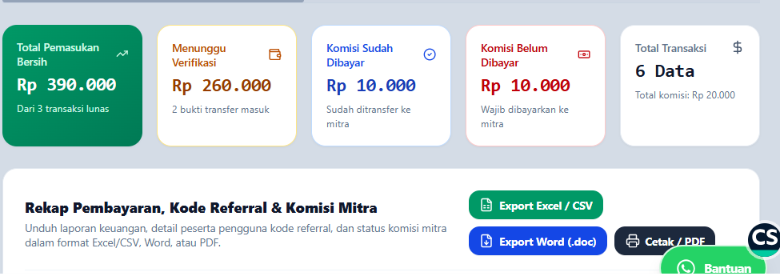 Total Pemasukan
Bersih
Rp 390.000
Dari 3 transaksi lunas
Menunggu
Verifikasi
Rp 260.000
2 bukti transfer masuk
Komisi Sudah
Dibayar
Rp 10.000
Sudah ditransfer ke
mitra
Komisi Belum
Dibayar
Rp 10.000
Wajib dibayarkan ke
mitra
Total Transaksi
$
6 Data
Total komisi: Rp 20.000
Rekap Pembayaran, Kode Referral & Komisi Mitra
Unduh laporan keuangan, detail peserta pengguna kode referral, dan status komisi mitra
dalam format Excel/CSV, Word, atau PDF.
Export Excel / CSV
Export Word (.doc)
Cetak / PDF
CS
Bantuan